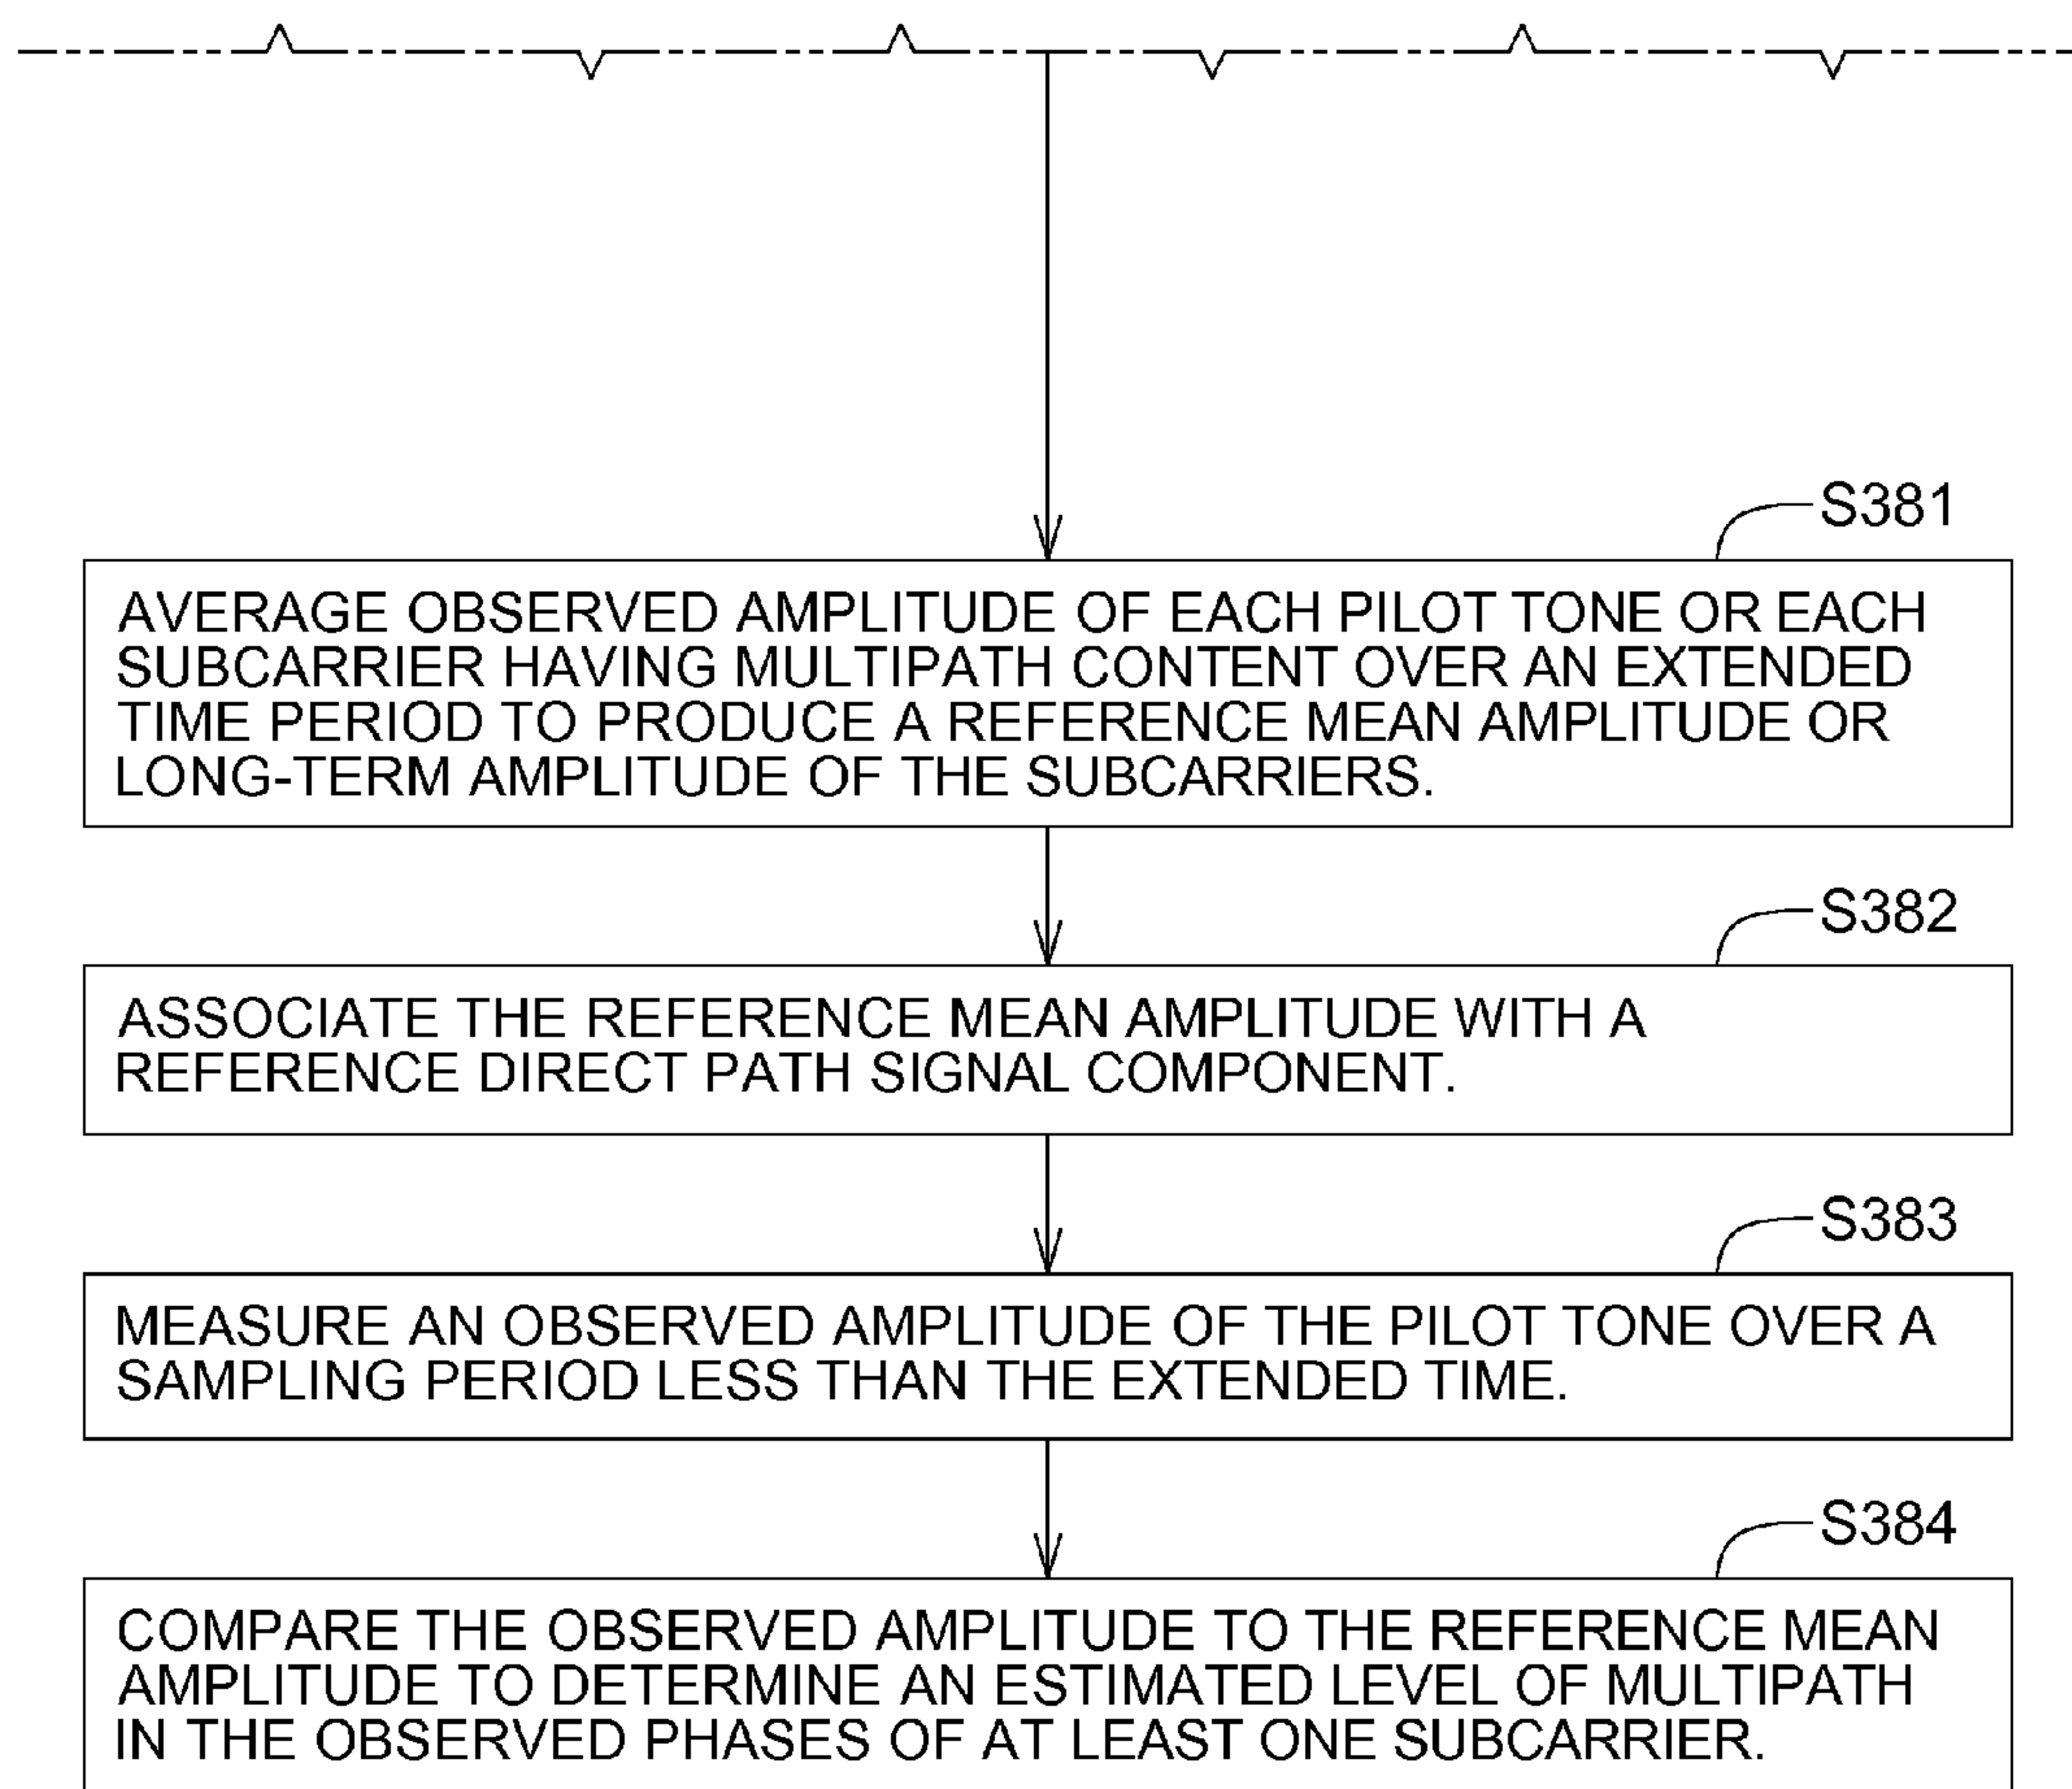 S381
AVERAGE OBSERVED AMPLITUDE OF EACH PILOT TONE OR EACH
SUBCARRIER HAVING MULTIPATH CONTENT OVER AN EXTENDED
TIME PERIOD TO PRODUCE A REFERENCE MEAN AMPLITUDE OR
LONG-TERM AMPLITUDE OF THE SUBCARRIERS.
S382
ASSOCIATE THE REFERENCE MEAN AMPLITUDE WITH A
REFERENCE DIRECT PATH SIGNAL COMPONENT.
S383
MEASURE AN OBSERVED AMPLITUDE OF THE PILOT TONE OVER A
SAMPLING PERIOD LESS THAN THE EXTENDED TIME.
S384
COMPARE THE OBSERVED AMPLITUDE TO THE REFERENCE MEAN
AMPLITUDE TO DETERMINE AN ESTIMATED LEVEL OF MULTIPATH
IN THE OBSERVED PHASES OF AT LEAST ONE SUBCARRIER.